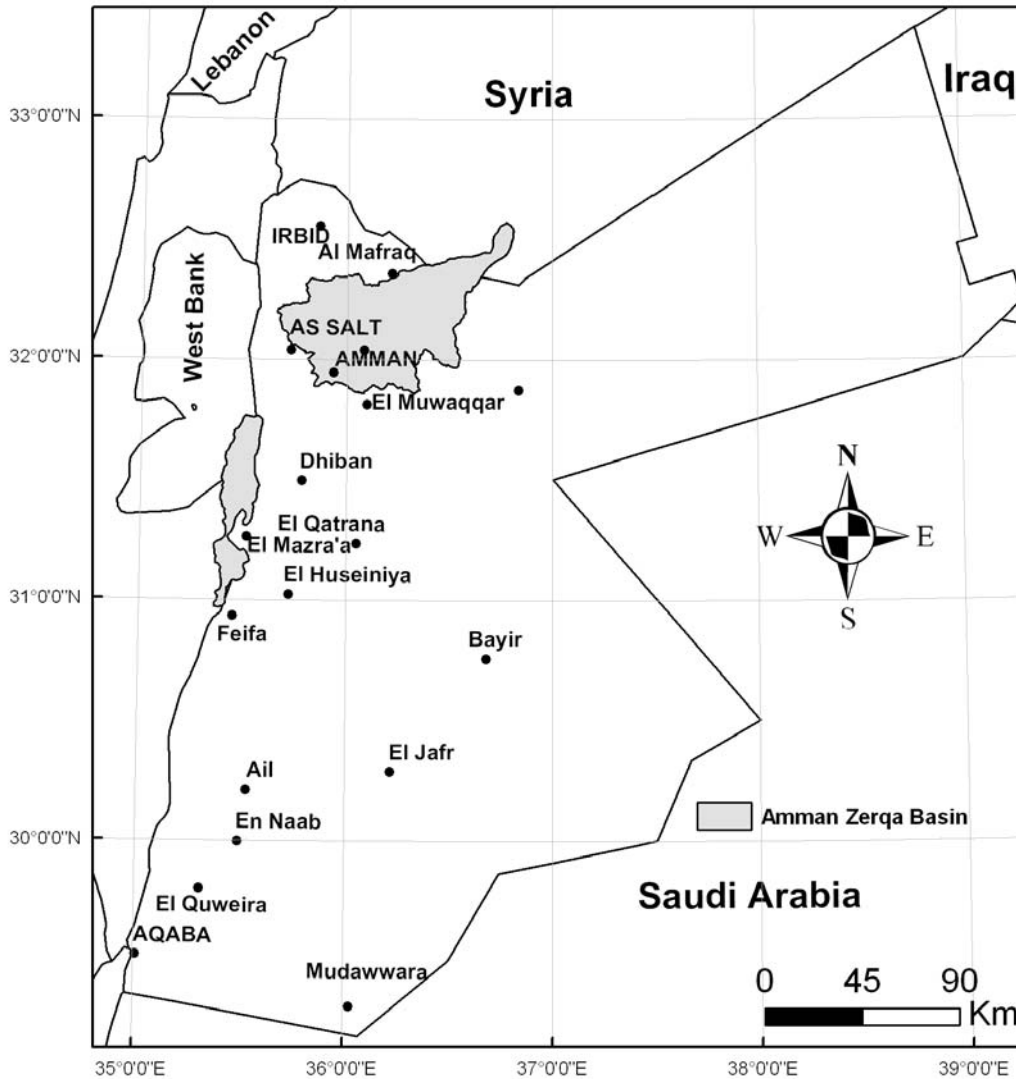 Lebanon
Syria
Iraq
33°0'0"N
IRBID
Al Mafraq
West Bank
AS SALT
32°0'0"N
AMMAN
El Muwaqqar
Dhiban
N
W
E
S
El Qatrana
El Mazra'a
El Huseiniya
31°0'0"N
Feifa
Bayir
El Jafr
Ail
En Naab
Amman Zerqa Basin
30°0'0"N
Saudi Arabia
El Quweira
AQABA
Mudawwara
0 45 90
Km
35°0'0"E 36°0'0"E 37°0'0"E 38°0'0"E 39°0'0"E